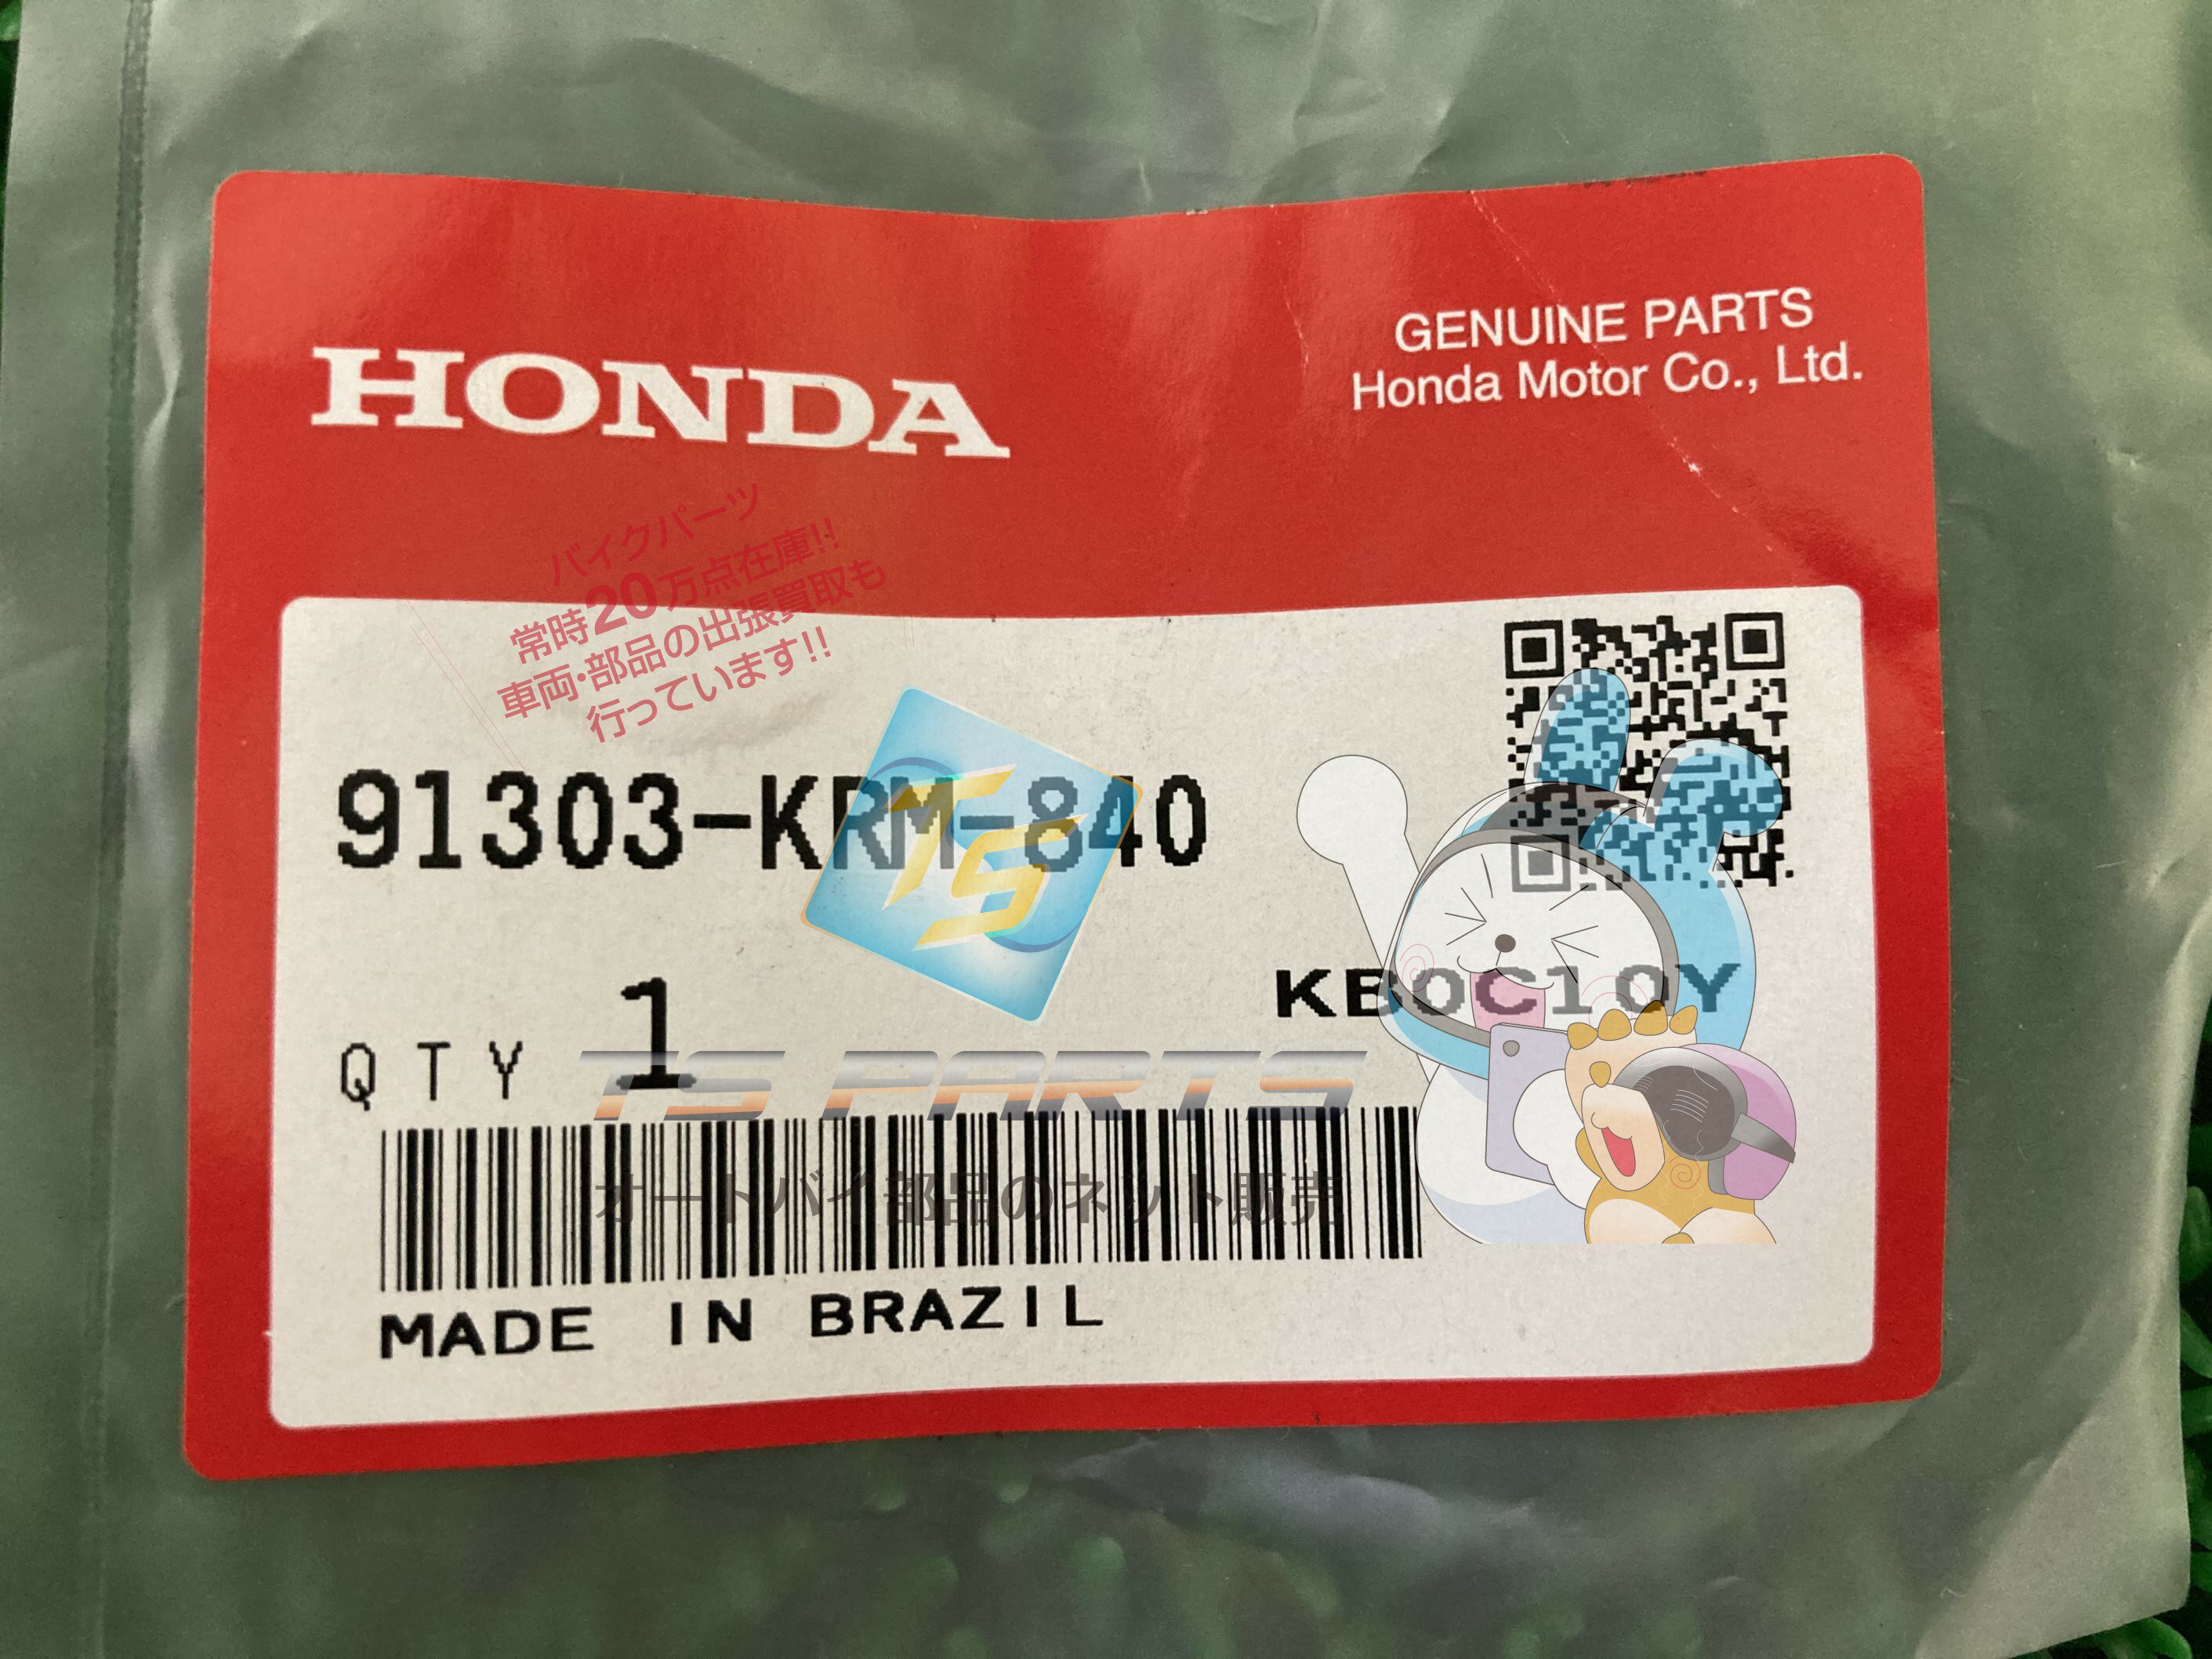 HONDA
GENUINE PARTS
Honda Motor Co., Ltd.
バイクパーツ
常時20万点在庫!!
車両・部品の出張買取も
行っています!!
91303-KRM-840
TS
KB0C10Y
QTY 1
TS PARTS
オートバイ部品のネット販売
MADE IN BRAZIL